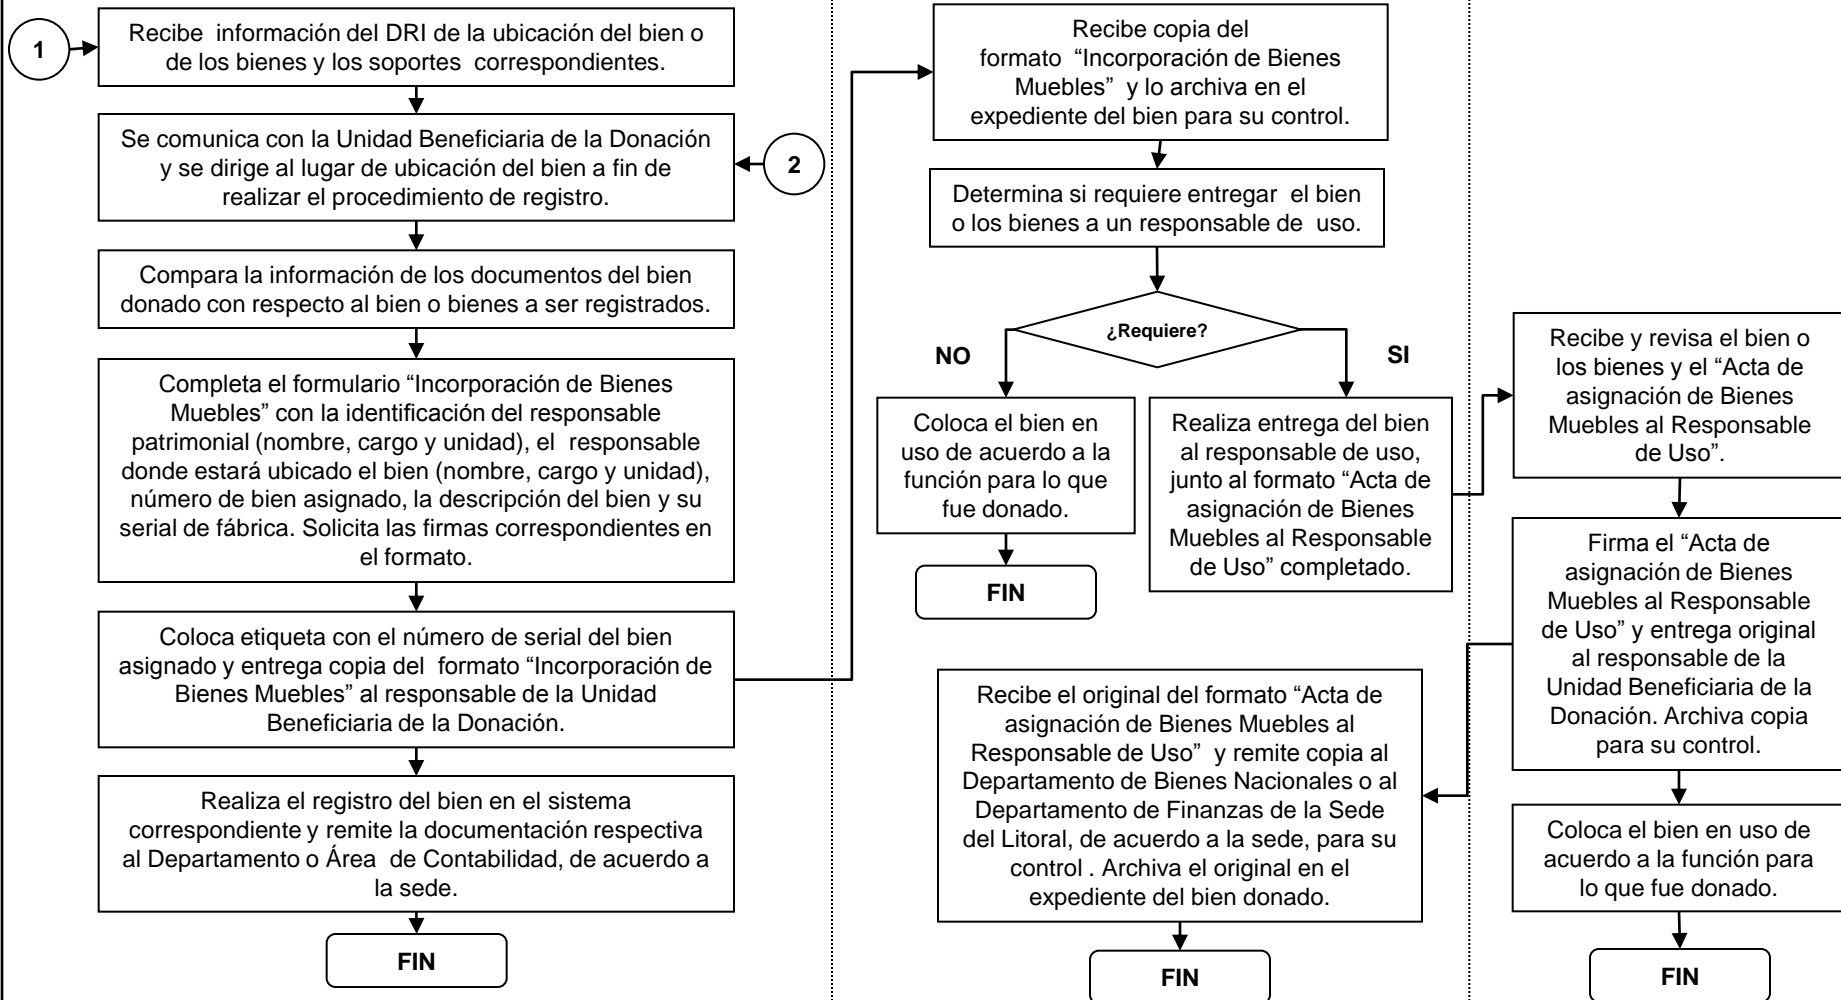 1
Recibe información del DRI de la ubicación del bien o
de los bienes y los soportes correspondientes.
Se comunica con la Unidad Beneficiaria de la Donación
y se dirige al lugar de ubicación del bien a fin de
realizar el procedimiento de registro.
2
Compara la información de los documentos del bien
donado con respecto al bien o bienes a ser registrados.
Completa el formulario “Incorporación de Bienes
Muebles” con la identificación del responsable
patrimonial (nombre, cargo y unidad), el responsable
donde estará ubicado el bien (nombre, cargo y unidad),
número de bien asignado, la descripción del bien y su
serial de fábrica. Solicita las firmas correspondientes en
el formato.
Coloca etiqueta con el número de serial del bien
asignado y entrega copia del formato “Incorporación de
Bienes Muebles” al responsable de la Unidad
Beneficiaria de la Donación.
Realiza el registro del bien en el sistema
correspondiente y remite la documentación respectiva
al Departamento o Área de Contabilidad, de acuerdo a
la sede.
FIN
Recibe copia del
formato “Incorporación de Bienes
Muebles” y lo archiva en el
expediente del bien para su control.
Determina si requiere entregar el bien
o los bienes a un responsable de uso.
¿Requiere?
NO
SI
Coloca el bien en
uso de acuerdo a la
función para lo que
fue donado.
FIN
Realiza entrega del bien
al responsable de uso,
junto al formato “Acta de
asignación de Bienes
Muebles al Responsable
de Uso” completado.
Recibe el original del formato “Acta de
asignación de Bienes Muebles al
Responsable de Uso” y remite copia al
Departamento de Bienes Nacionales o al
Departamento de Finanzas de la Sede
del Litoral, de acuerdo a la sede, para su
control . Archiva el original en el
expediente del bien donado.
FIN
Recibe y revisa el bien o
los bienes y el “Acta de
asignación de Bienes
Muebles al Responsable
de Uso”.
Firma el “Acta de
asignación de Bienes
Muebles al Responsable
de Uso” y entrega original
al responsable de la
Unidad Beneficiaria de la
Donación. Archiva copia
para su control.
Coloca el bien en uso de
acuerdo a la función para
lo que fue donado.
FIN